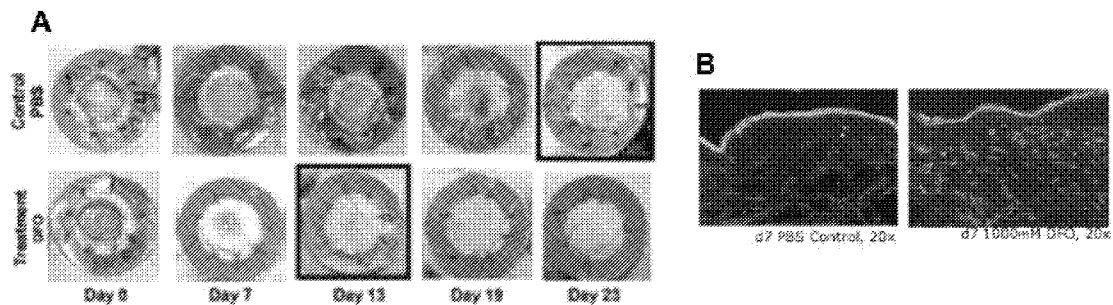 A
Control
PBS
Treatment
DFO
Day 0
Day 7
Day 13
Day 19
Day 23
B
d7 PBS Control, 20x
d7 1000mM DFO, 20x